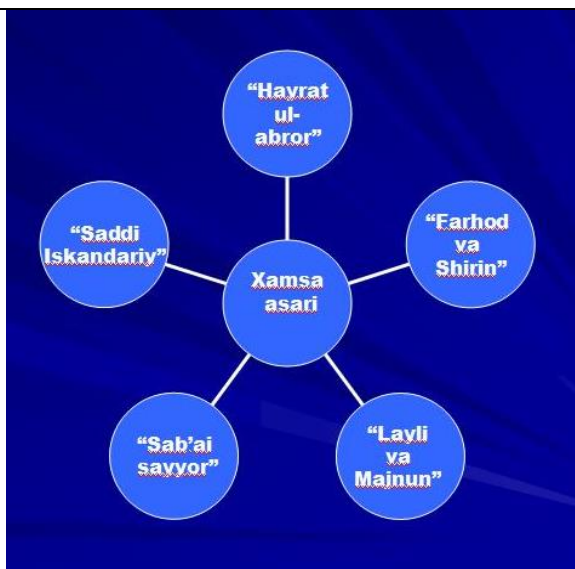 “Hayrat
ul-
abror”
“Farhod
va
Shirin”
“Saddi
Iskandariy”
Xamsa
asari
“Sab’ai
sayyor”
“Layli
va
Majnun”